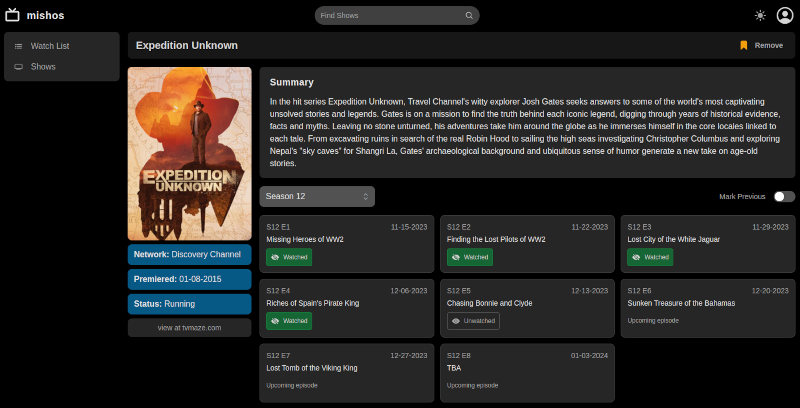 mishos
Find Shows
Watch List
Shows
Expedition Unknown
Remove
EXPEDITION
UNKNOWN
Network: Discovery Channel
Premiered: 01-08-2015
Status: Running
view at tvmaze.com
Summary
In the hit series Expedition Unknown, Travel Channel's witty explorer Josh Gates seeks answers to some of the world's most captivating
unsolved stories and legends. Gates is on a mission to find the truth behind each iconic legend, digging through years of historical evidence,
facts and myths. Leaving no stone unturned, his adventures take him around the globe as he immerses himself in the core locales linked to
each tale. From excavating ruins in search of the real Robin Hood to sailing the high seas investigating Christopher Columbus and exploring
Nepal's "sky caves" for Shangri La, Gates' archaeological background and ubiquitous sense of humor generate a new take on age-old
stories.
Season 12
Mark Previous
S12 E1 11-15-2023
Missing Heroes of WW2
Watched
S12 E2 11-22-2023
Finding the Lost Pilots of WW2
Watched
S12 E3 11-29-2023
Lost City of the White Jaguar
Watched
S12 E4 12-06-2023
Riches of Spain's Pirate King
Watched
S12 E5 12-13-2023
Chasing Bonnie and Clyde
Unwatched
S12 E6 12-20-2023
Sunken Treasure of the Bahamas
Upcoming episode
S12 E7 12-27-2023
Lost Tomb of the Viking King
Upcoming episode
S12 E8 01-03-2024
TBA
Upcoming episode